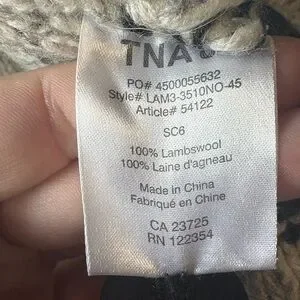 TNA
PO# 4500055632
Style# LAM3-3510NO-45
Article# 54122
SC6
100% Lambswool
100% Laine d'agneau
Made in China
Fabriqué en Chine
CA 23725
RN 122354